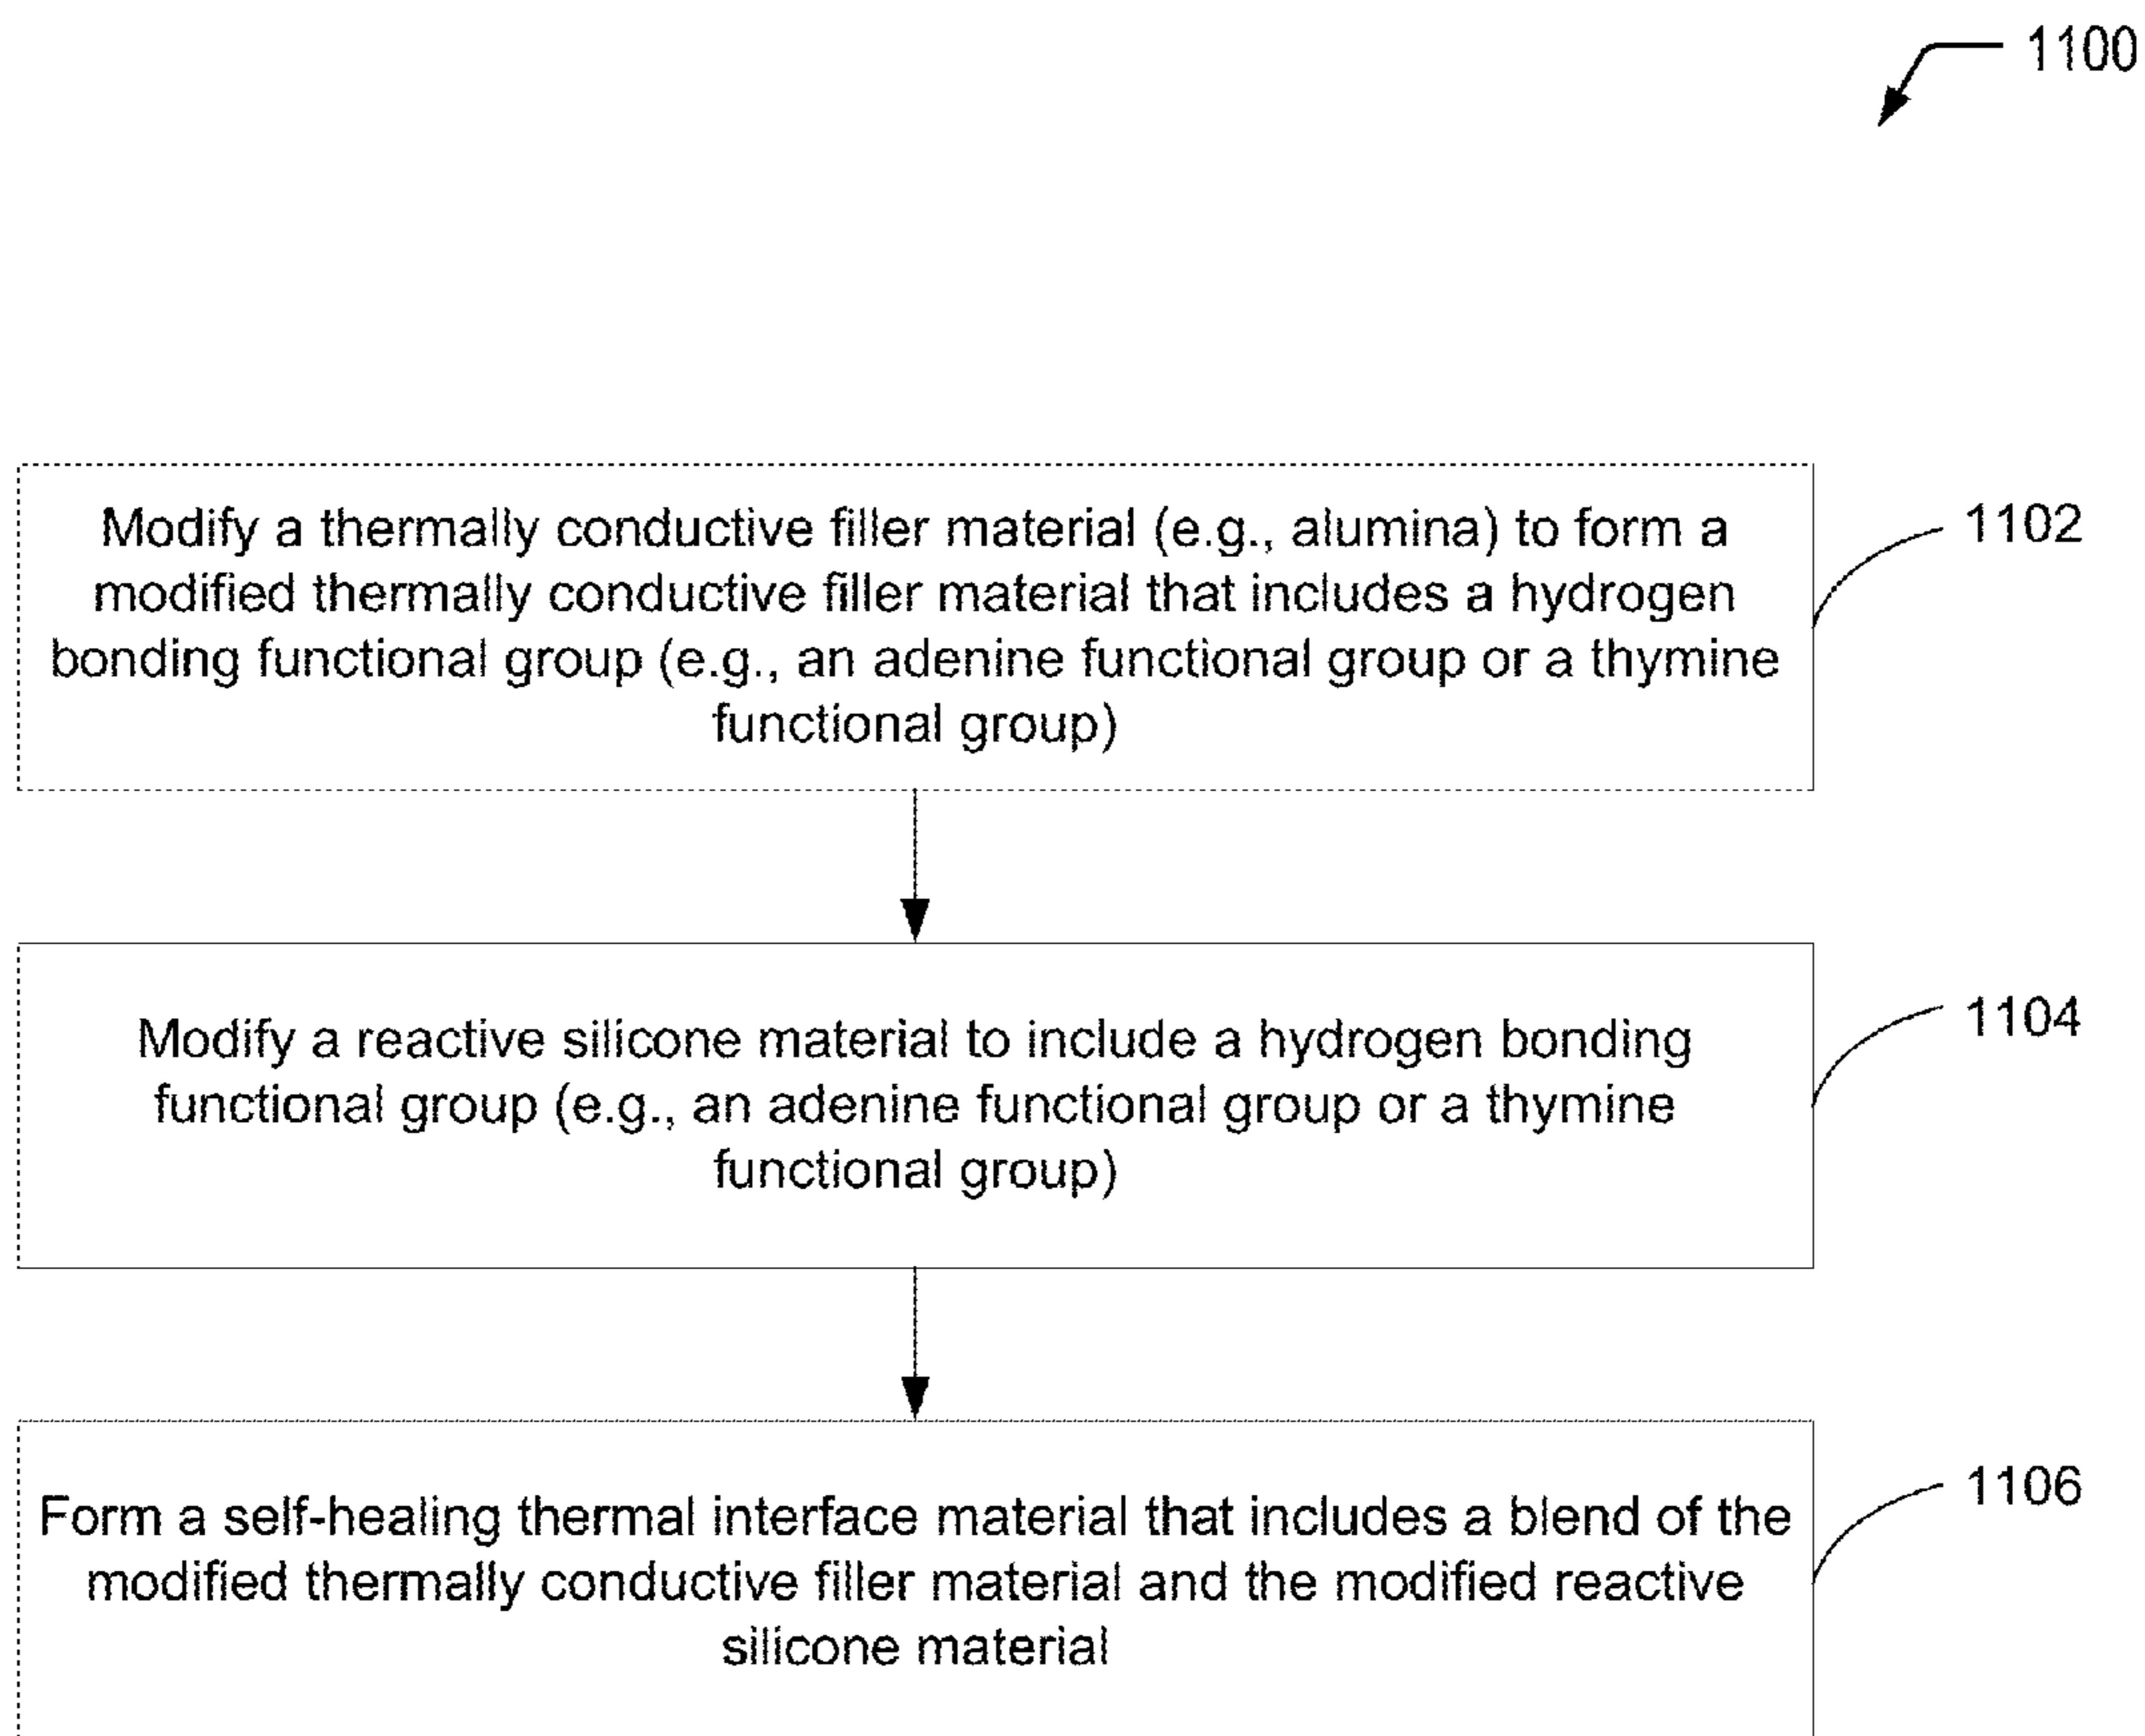 1100
Modify a thermally conductive filler material (e.g., alumina) to form a
modified thermally conductive filler material that includes a hydrogen
bonding functional group (e.g., an adenine functional group or a thymine
functional group)
1102
Modify a reactive silicone material to include a hydrogen bonding
functional group (e.g., an adenine functional group or a thymine
functional group)
1104
Form a self-healing thermal interface material that includes a blend of the
modified thermally conductive filler material and the modified reactive
silicone material
1106